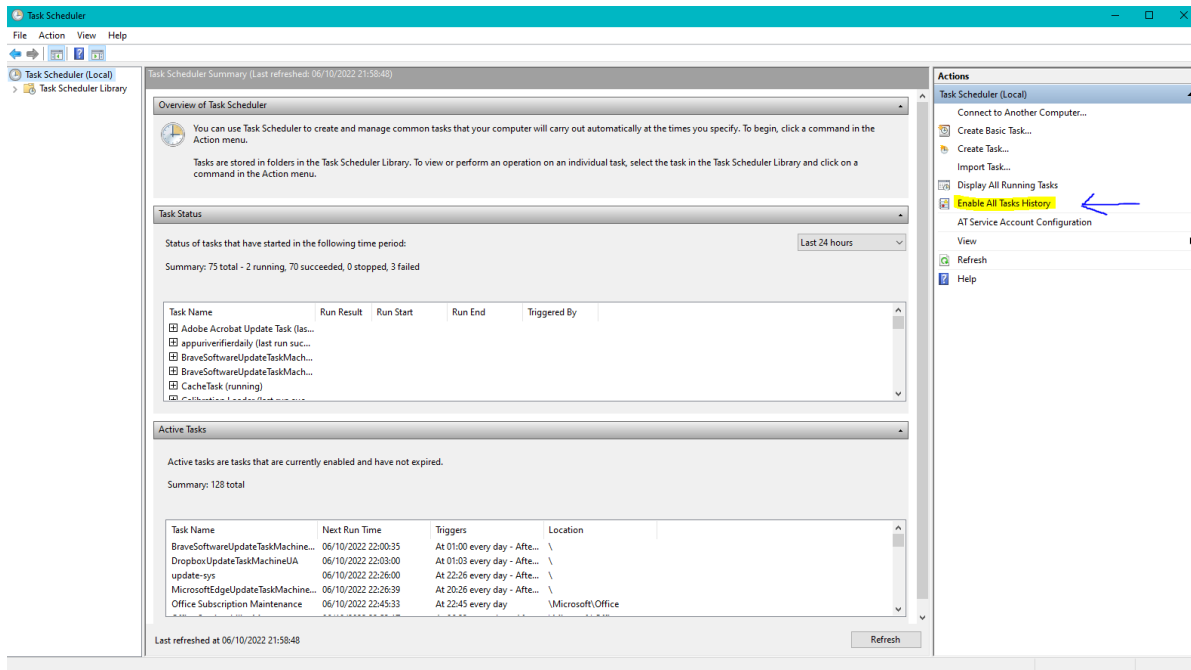 Task Scheduler
File Action View Help
Task Scheduler (Local)
Task Scheduler Library
Task Scheduler Summary (Last refreshed: 06/10/2022 21:58:48)
Overview of Task Scheduler
You can use Task Scheduler to create and manage common tasks that your computer will carry out automatically at the times you specify. To begin, click a command in the
Action menu.
Tasks are stored in folders in the Task Scheduler Library. To view or perform an operation on an individual task, select the task in the Task Scheduler Library and click on a
command in the Action menu.
Task Status
Status of tasks that have started in the following time period:
Last 24 hours
Summary: 75 total - 2 running, 70 succeeded, 0 stopped, 3 failed
Task Name Run Result Run Start Run End Triggered By
Adobe Acrobat Update Task (las...
appuriverifierdaily (last run suc...
BraveSoftwareUpdateTaskMach...
BraveSoftwareUpdateTaskMach...
CacheTask (running)
Active Tasks
Active tasks are tasks that are currently enabled and have not expired.
Summary: 128 total
Task Name Next Run Time Triggers Location
BraveSoftwareUpdateTaskMachine... 06/10/2022 22:00:35 At 01:00 every day - Afte... \
DropboxUpdateTaskMachineUA 06/10/2022 22:03:00 At 01:03 every day - Afte... \
update-sys 06/10/2022 22:26:00 At 22:26 every day - Afte... \
MicrosoftEdgeUpdateTaskMachine... 06/10/2022 22:26:39 At 20:26 every day - Afte... \
Office Subscription Maintenance 06/10/2022 22:45:33 At 22:45 every day \Microsoft\Office
Last refreshed at 06/10/2022 21:58:48
Refresh
Actions
Task Scheduler (Local)
Connect to Another Computer...
Create Basic Task...
Create Task...
Import Task...
Display All Running Tasks
Enable All Tasks History
AT Service Account Configuration
View
Refresh
Help